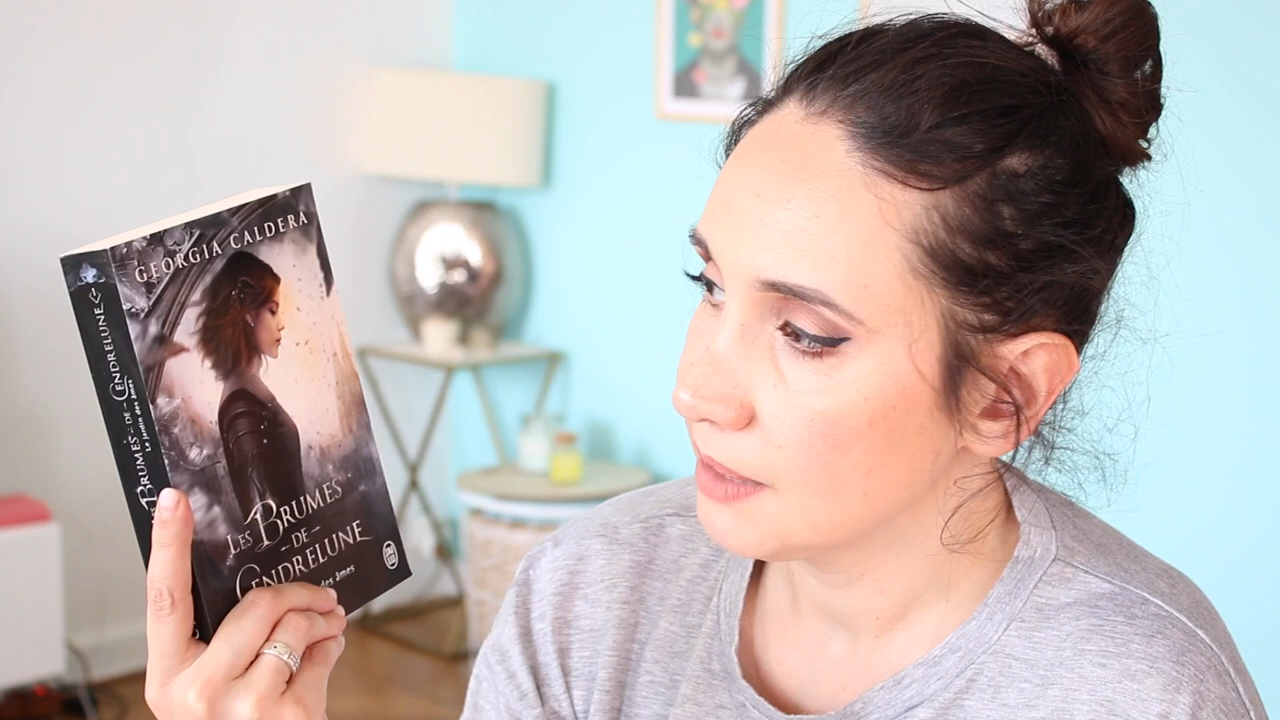 GEORGIA CALDERA
LES BRUMES
- DE -
CENDRELUNE
des âmes
LES BRUMES - DE - CENDRELUNE
Le jardin des âmes